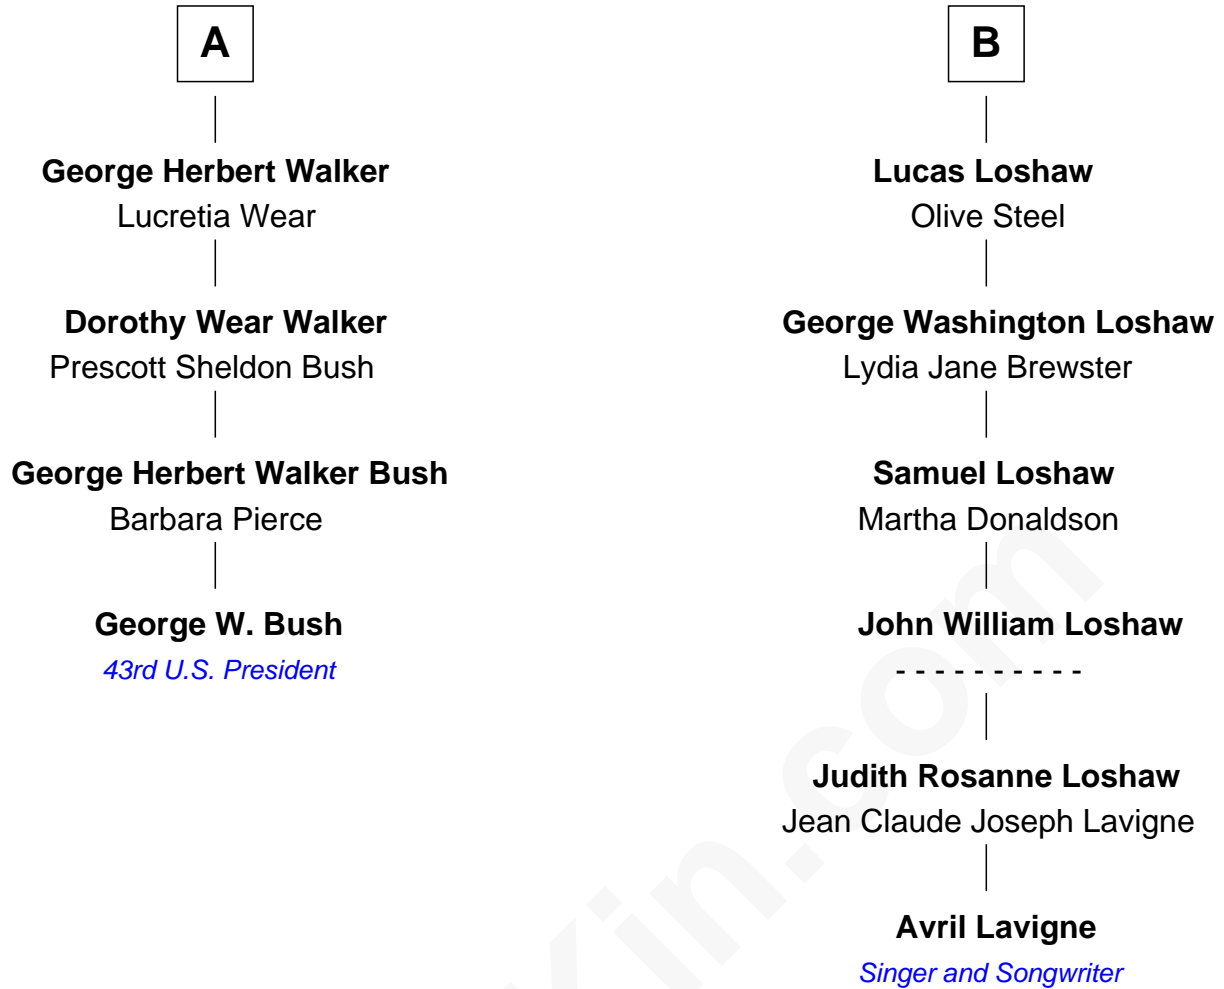 A
George Herbert Walker
Lucretia Wear
Dorothy Wear Walker
Prescott Sheldon Bush
George Herbert Walker Bush
Barbara Pierce
George W. Bush
43rd U.S. President
B
Lucas Loshaw
Olive Steel
George Washington Loshaw
Lydia Jane Brewster
Samuel Loshaw
Martha Donaldson
John William Loshaw
- - - - - - - - - -
Judith Rosanne Loshaw
Jean Claude Joseph Lavigne
Avril Lavigne
Singer and Songwriter
kin.com